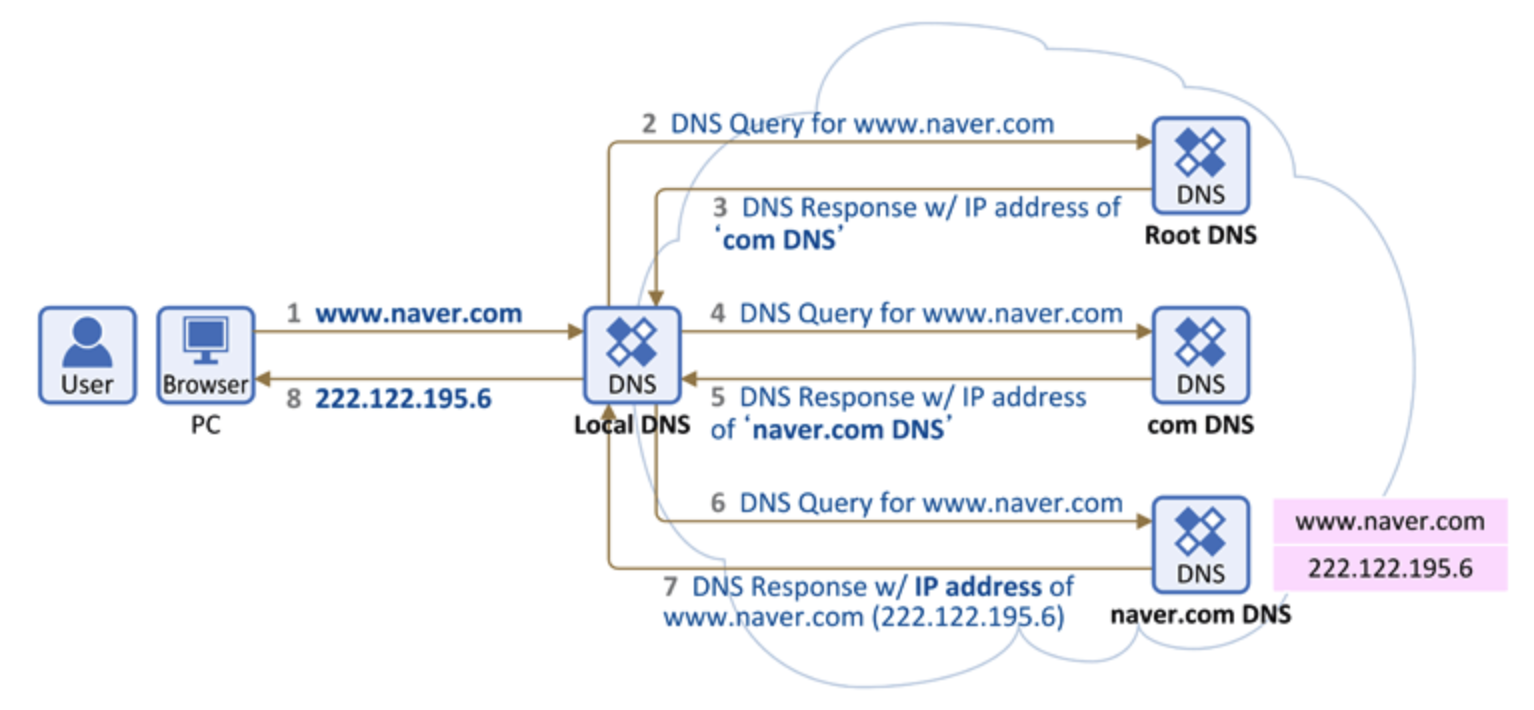 2 DNS Query for www.naver.com
DNS
Root DNS
3 DNS Response w/ IP address of
‘com DNS’
User
Browser
PC
1 www.naver.com
8 222.122.195.6
DNS
Local DNS
4 DNS Query for www.naver.com
5 DNS Response w/ IP address
of ‘naver.com DNS’
DNS
com DNS
6 DNS Query for www.naver.com
7 DNS Response w/ IP address of
www.naver.com (222.122.195.6)
DNS
naver.com DNS
www.naver.com
222.122.195.6